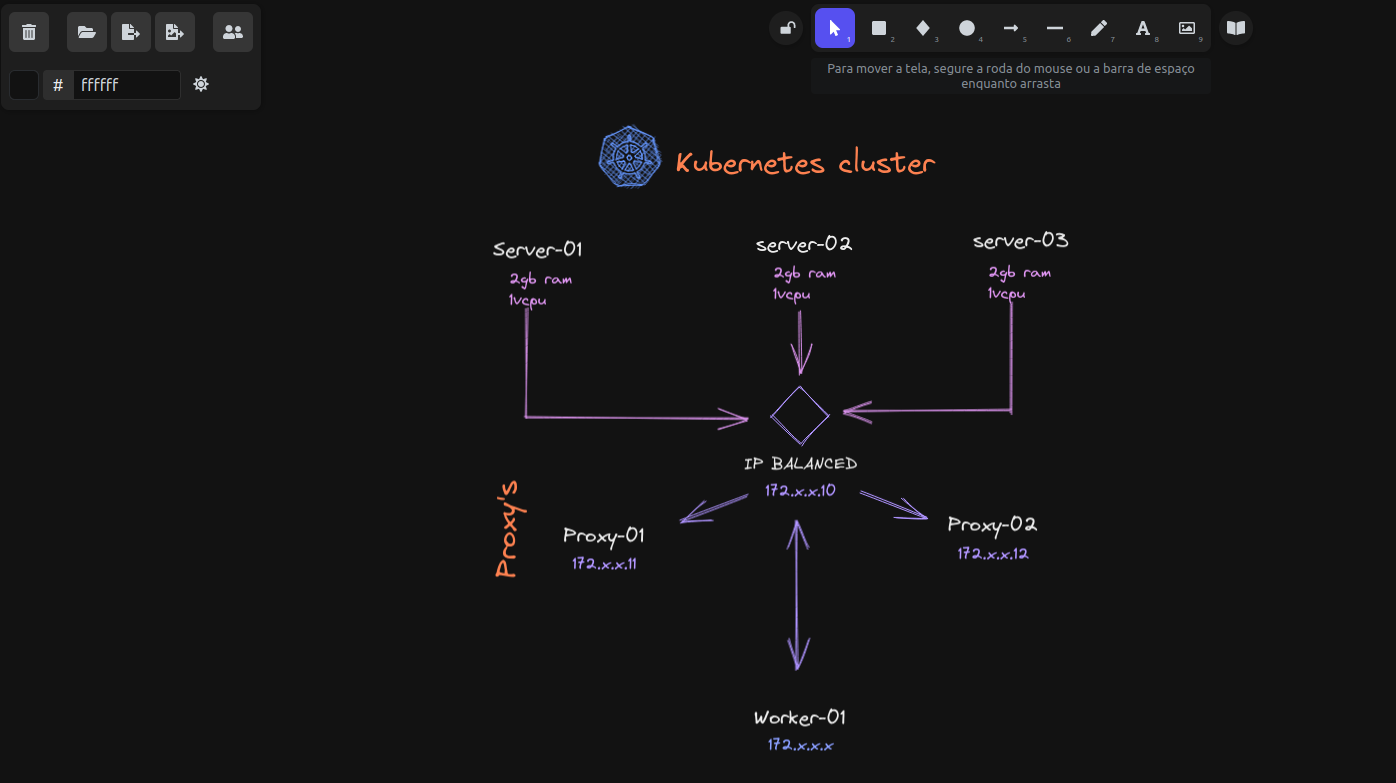 1
2
3
4
5
6
7
8
9
# ffffff
Para mover a tela, segure a roda do mouse ou a barra de espaço
enquanto arrasta
Kubernetes cluster
Server-01
2gb ram
1vcpu
server-02
2gb ram
1vcpu
server-03
2gb ram
1vcpu
IP BALANCED
172.x.x.10
Proxy's
Proxy-01
172.x.x.11
Proxy-02
172.x.x.12
Worker-01
172.x.x.x